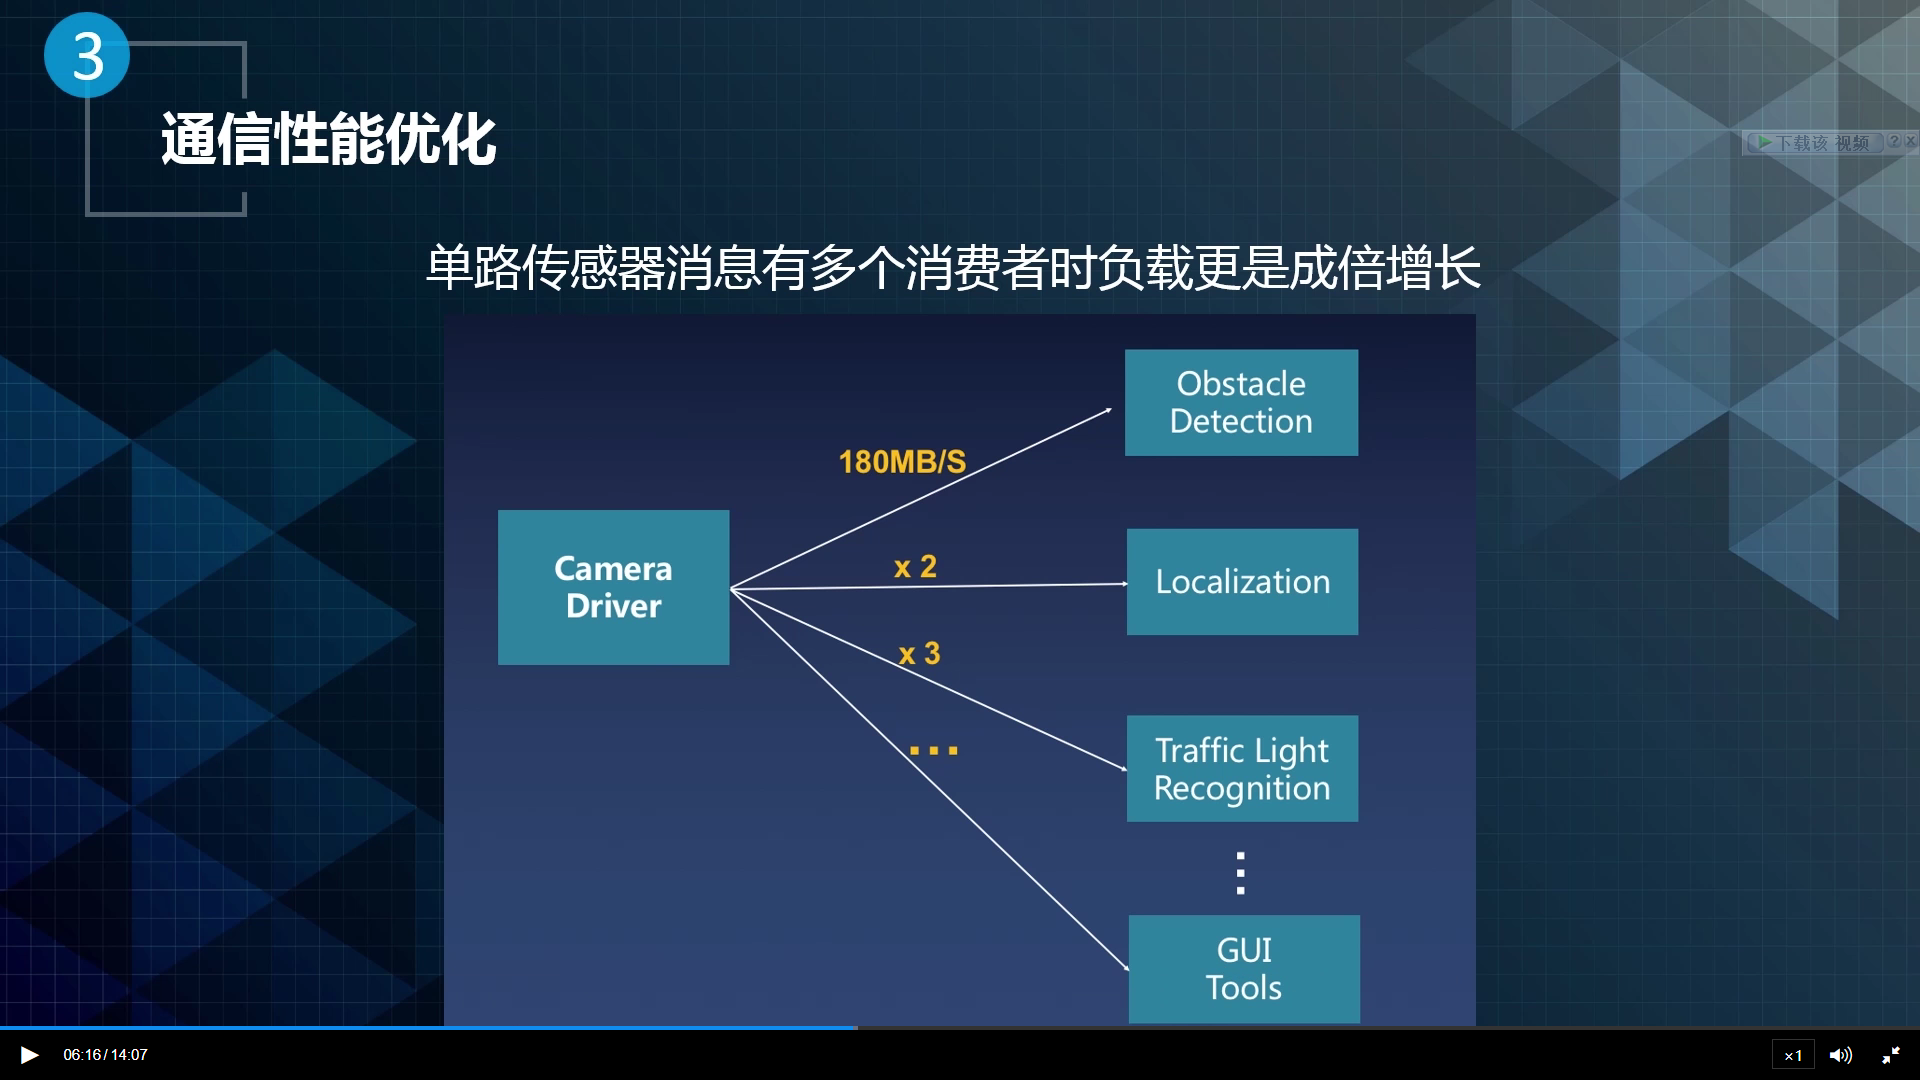 3
通信性能优化
下载该 视频 ? x
单路传感器消息有多个消费者时负载更是成倍增长
Obstacle
Detection
180MB/S
Camera
Driver
x 2
Localization
x 3
Traffic Light
Recognition
...
GUI
Tools
06:16 / 14:07
×1